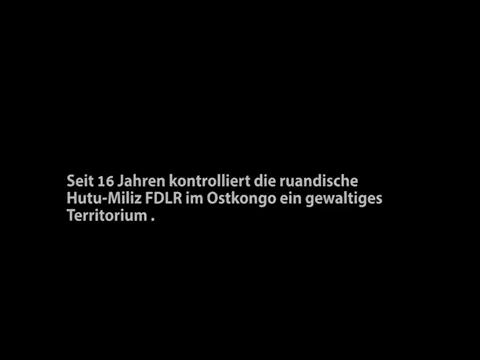 Seit 16 Jahren kontrolliert die ruandische
Hutu-Miliz FDLR im Ostkongo ein gewaltiges
Territorium .